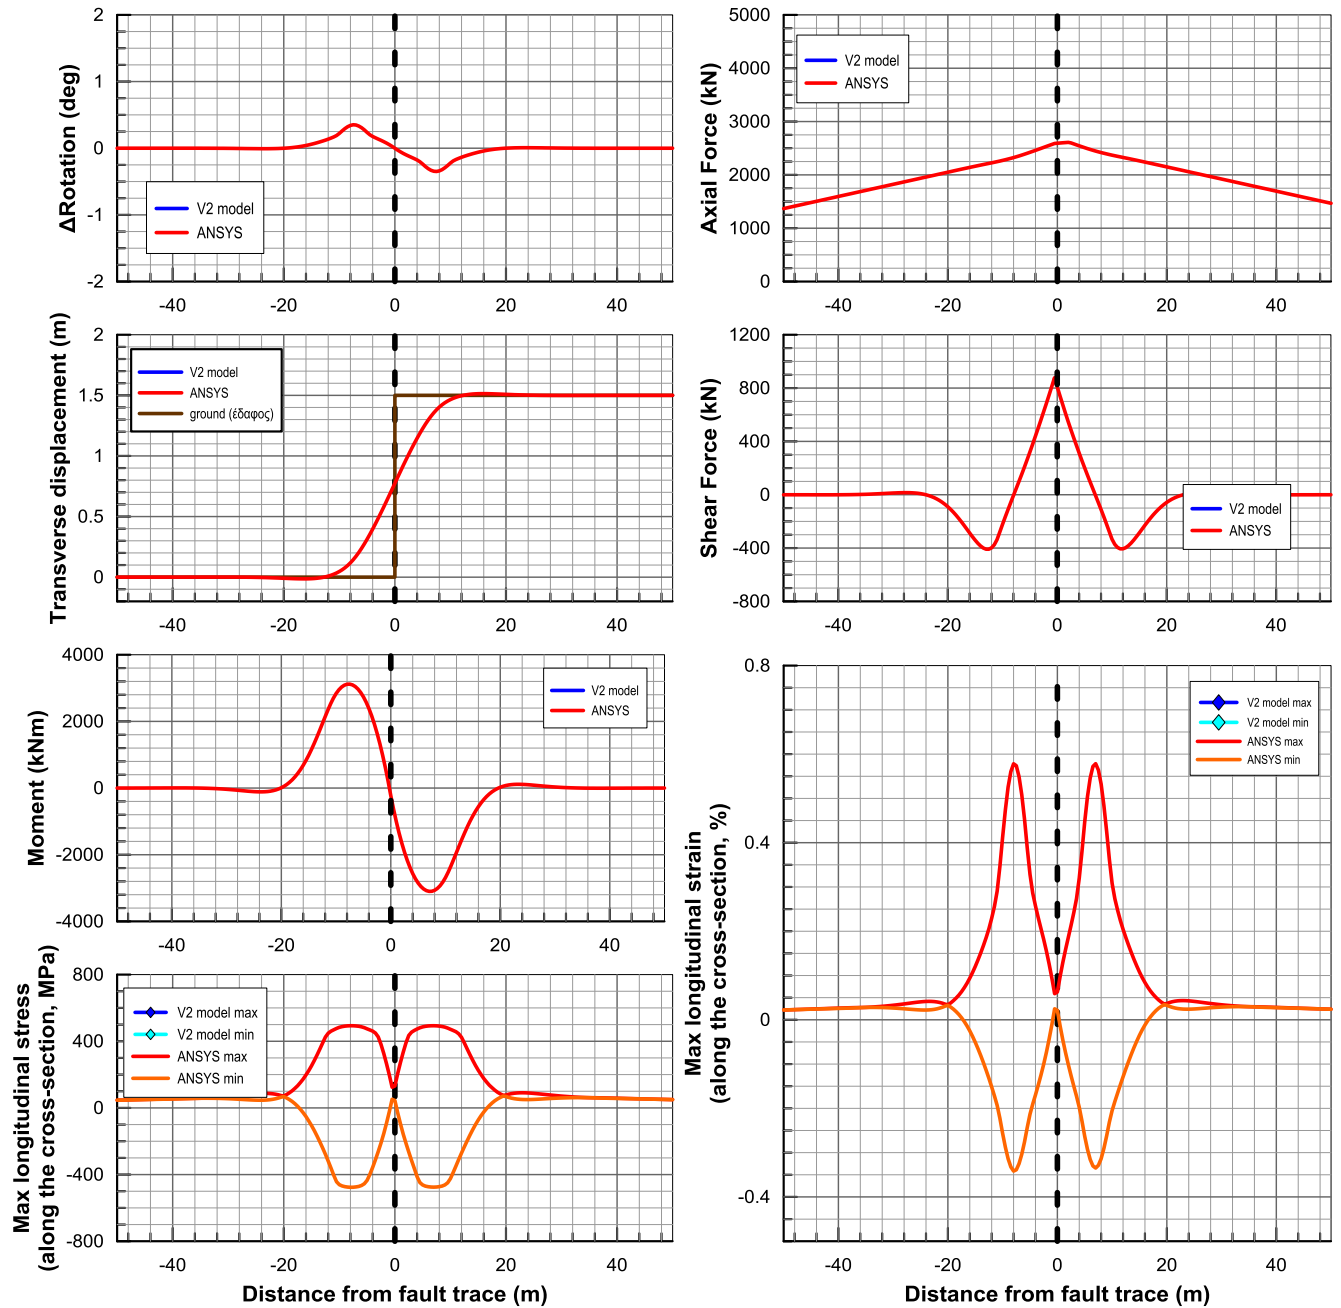 ΔRotation (deg)
2
1
0
-1
-2
V2 model
ANSYS
-40 -20 0 20 40
Axial Force (kN)
5000
4000
3000
2000
1000
0
V2 model
ANSYS
-40 -20 0 20 40
Transverse displacement (m)
2
1.5
1
0.5
0
V2 model
ANSYS
ground (έδαφος)
-40 -20 0 20 40
Shear Force (kN)
1200
800
400
0
-400
-800
V2 model
ANSYS
-40 -20 0 20 40
Moment (kNm)
4000
2000
0
-2000
-4000
V2 model
ANSYS
-40 -20 0 20 40
Max longitudinal stress
(along the cross-section, MPa)
800
400
0
-400
-800
V2 model max
V2 model min
ANSYS max
ANSYS min
-40 -20 0 20 40
Distance from fault trace (m)
Max longitudinal strain
(along the cross-section, %)
0.8
0.4
0
-0.4
V2 model max
V2 model min
ANSYS max
ANSYS min
-40 -20 0 20 40
Distance from fault trace (m)